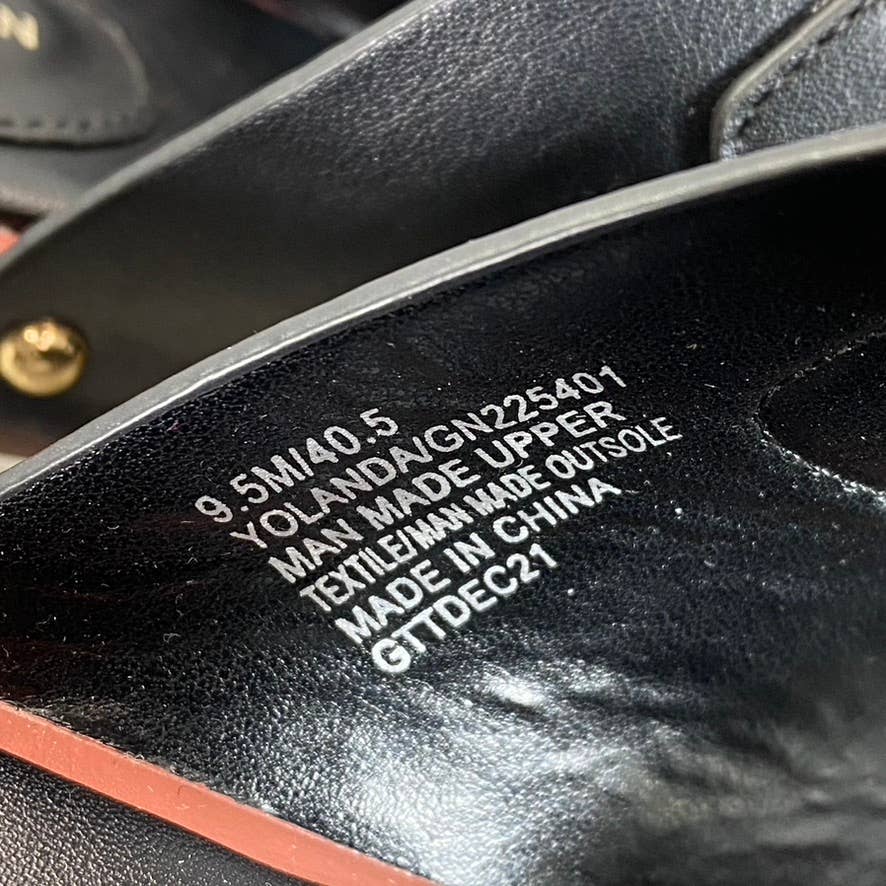 N
9.5M/40.5
YOLANDA/GN225401
MAN MADE UPPER
TEXTILE/MAN MADE OUTSOLE
MADE IN CHINA
GTTDEC21